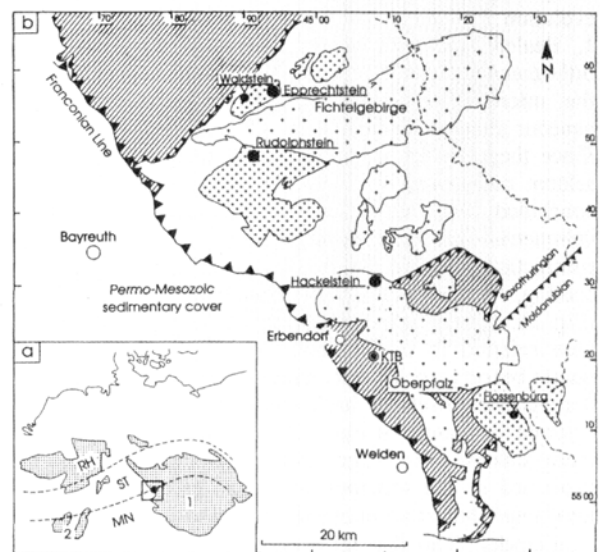 b
70
80
90
45 00
10
20
30
60
N
Waldstein
Epprechtstein
Fichtelgebirge
Franconian Line
70
50
Rudolphstein
60
40
Bayreuth
Hackelstein
30
Saxothuringian
Moldanubian
Permo-Mesozoic
sedimentary cover
Erbendorf
KTB
20
Oberpfalz
Flossenbürg
10
Weiden
55 00
20 km
a
RH
ST
MN
1
2